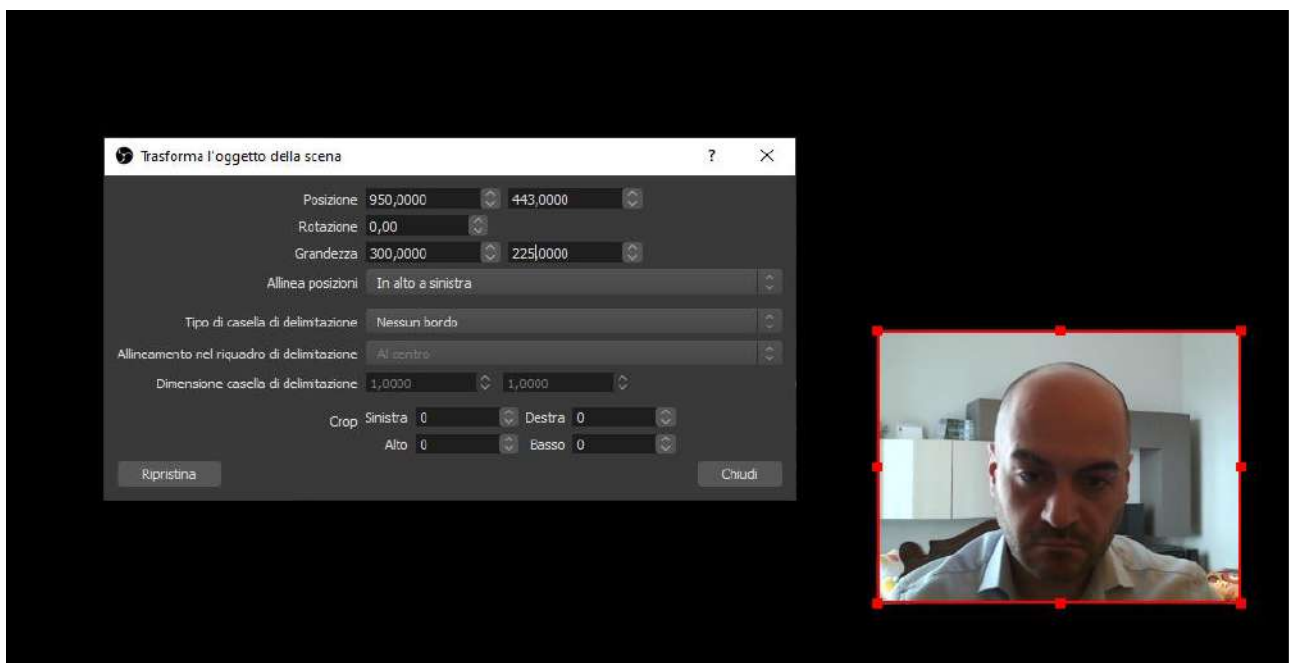 Trasforma l'oggetto della scena ?
Posizione 950,0000 443,0000
Rotazione 0,00
Grandezza 300,0000 225,0000
Allinea posizioni In alto a sinistra
Tipo di casella di delimitazione Nessun bordo
Allineamento nel riquadro di delimitazione Al centro
Dimensione casella di delimitazione 1,0000 1,0000
Crop Sinistra 0 Destra 0
Alto 0 Basso 0
Ripristina Chiudi